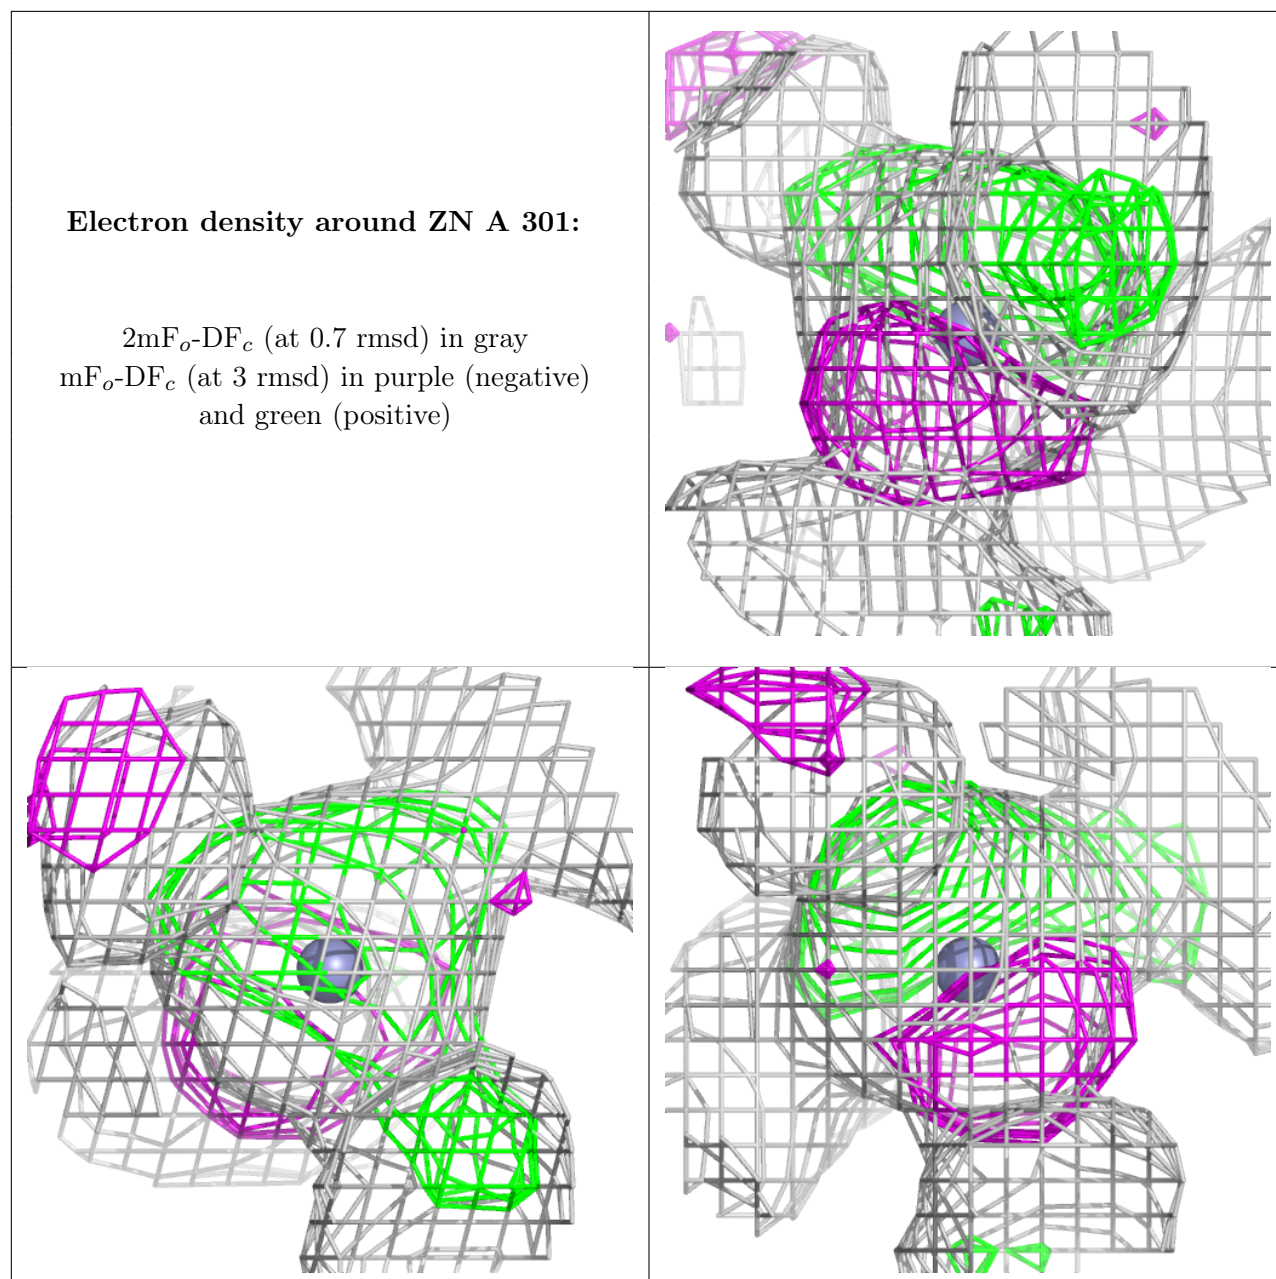 Electron density around ZN A 301:
2mFo-DFc (at 0.7 rmsd) in gray
mFo-DFc (at 3 rmsd) in purple (negative)
and green (positive)